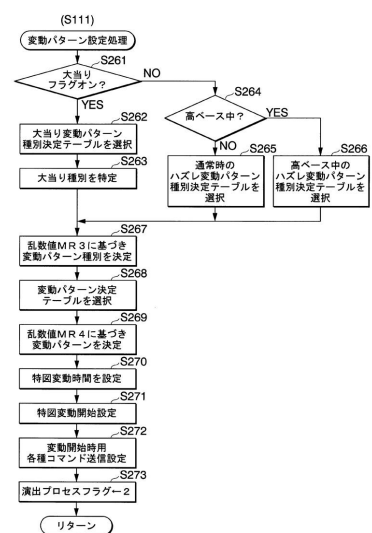 (S111)
変動パターン設定処理
S261
大当り
フラグオン？
NO
YES
S264
高ベース中？
YES
NO
S262
大当り変動パターン
種別決定テーブルを選択
S263
大当り種別を特定
S265
通常時の
ハズレ変動パターン
種別決定テーブルを
選択
S266
高ベース中の
ハズレ変動パターン
種別決定テーブルを
選択
S267
乱数値MR3に基づき
変動パターン種別を決定
S268
変動パターン決定
テーブルを選択
S269
乱数値MR4に基づき
変動パターンを決定
S270
特図変動時間を設定
S271
特図変動開始設定
S272
変動開始時用
各種コマンド送信設定
S273
演出プロセスフラグ←2
リターン